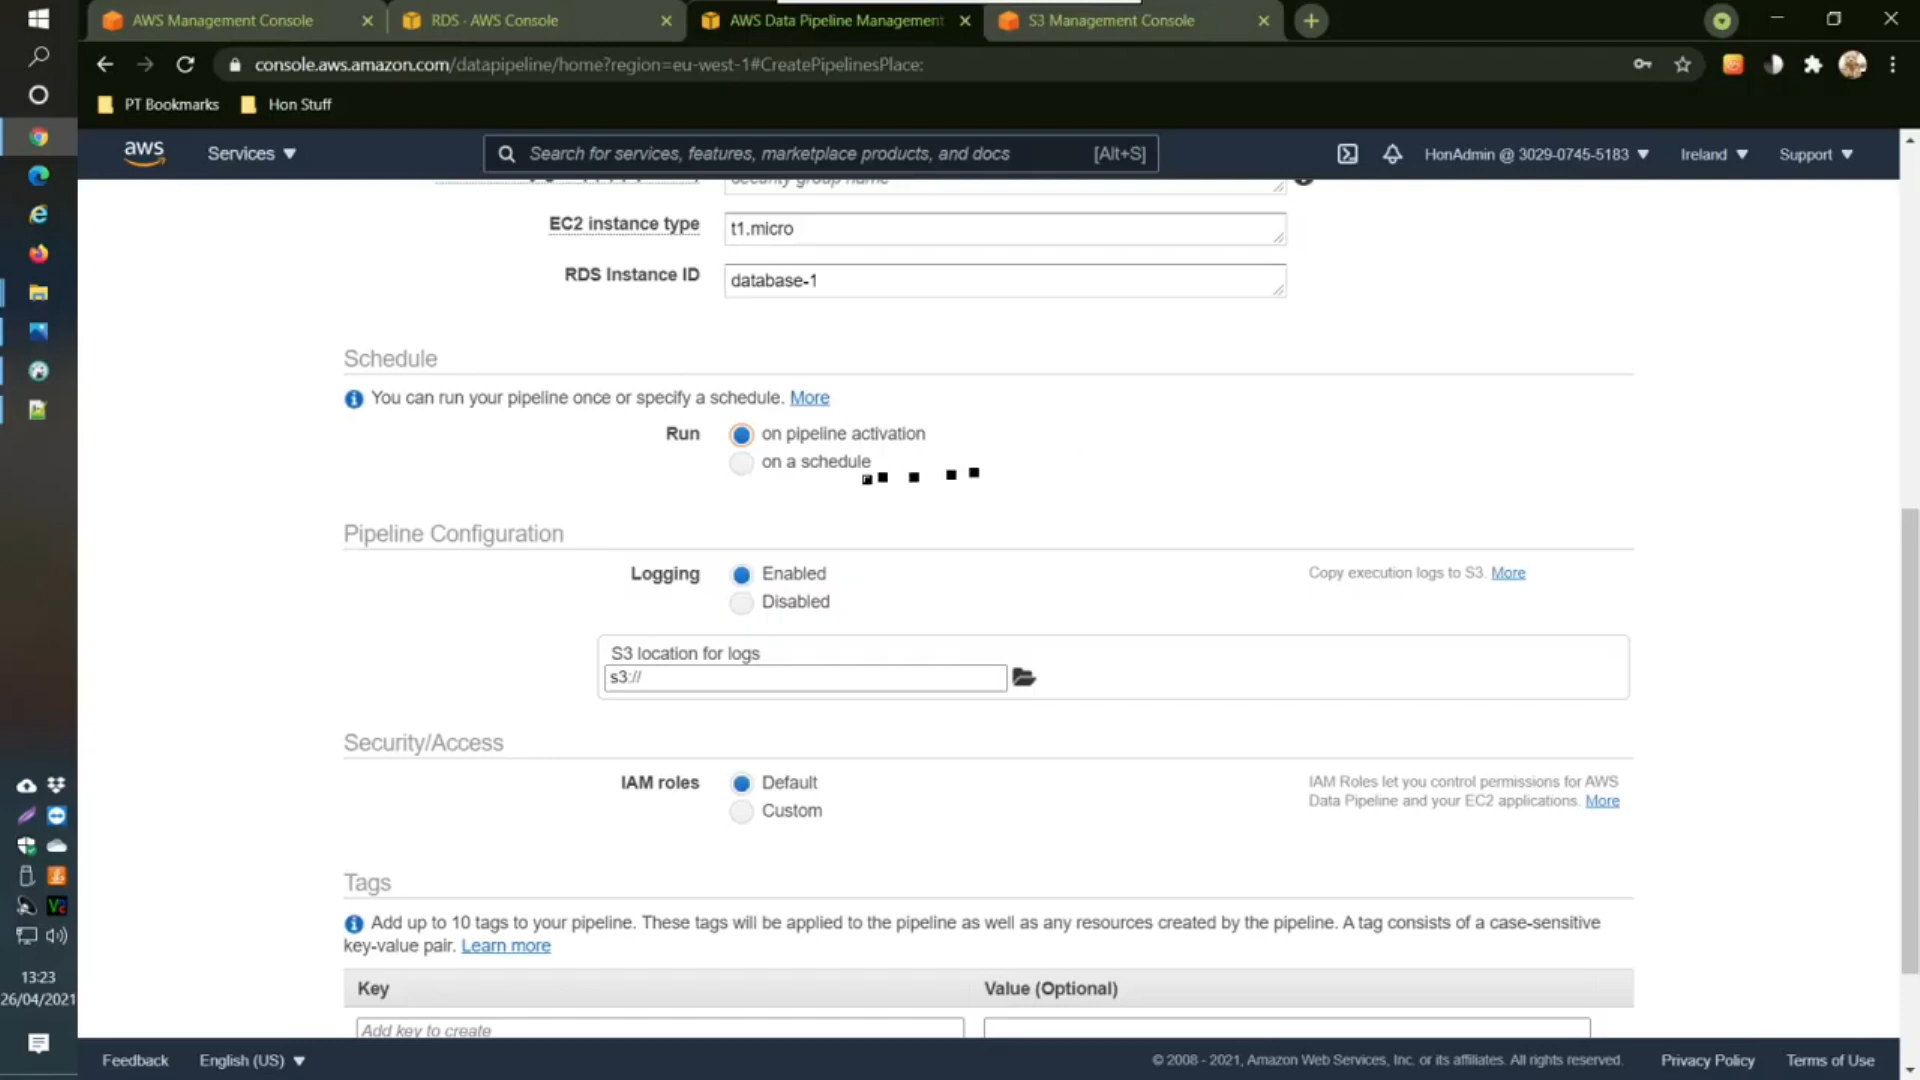 AWS Management Console
RDS · AWS Console
AWS Data Pipeline Management
S3 Management Console
console.aws.amazon.com/datapipeline/home?region=eu-west-1#CreatePipelinesPlace:
PT Bookmarks
Hon Stuff
aws
Services
Search for services, features, marketplace products, and docs
[Alt+S]
HonAdmin @ 3029-0745-5183
Ireland
Support
security group name
EC2 instance type
t1.micro
RDS Instance ID
database-1
Schedule
You can run your pipeline once or specify a schedule. More
Run
on pipeline activation
on a schedule
Pipeline Configuration
Logging
Enabled
Copy execution logs to S3. More
Disabled
S3 location for logs
s3://
Security/Access
IAM roles
Default
IAM Roles let you control permissions for AWS
Data Pipeline and your EC2 applications. More
Custom
Tags
Add up to 10 tags to your pipeline. These tags will be applied to the pipeline as well as any resources created by the pipeline. A tag consists of a case-sensitive
key-value pair. Learn more
Key
Value (Optional)
Add key to create
13:23
26/04/2021
Feedback
English (US)
© 2008 - 2021, Amazon Web Services, Inc. or its affiliates. All rights reserved.
Privacy Policy
Terms of Use